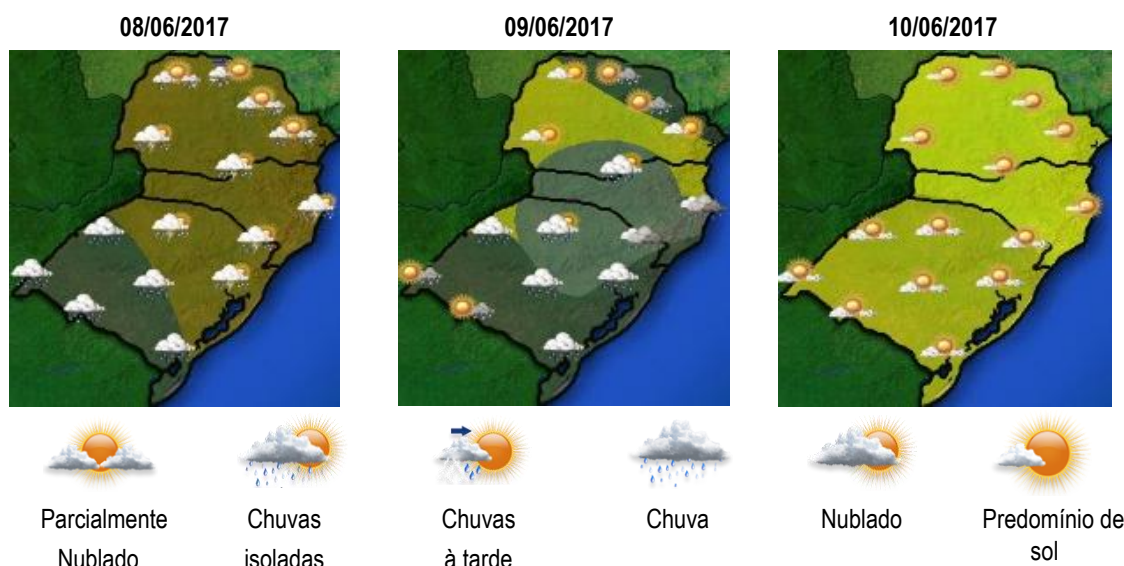 08/06/2017
09/06/2017
10/06/2017
Parcialmente
Nublado
Chuvas
isoladas
Chuvas
à tarde
Chuva
Nublado
Predomínio de
sol